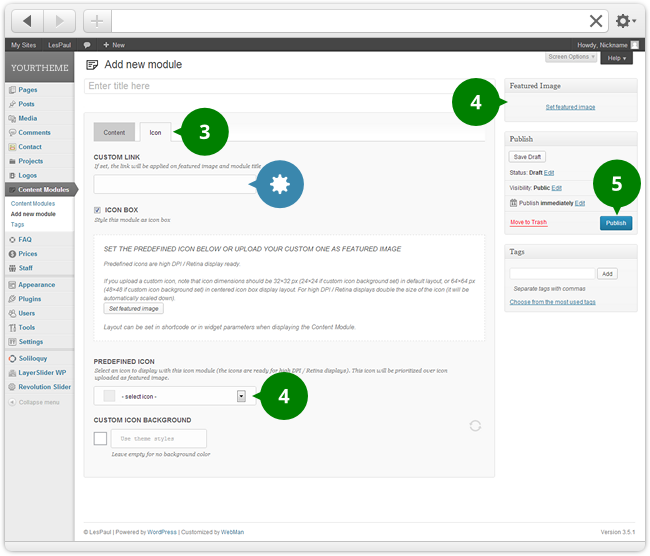 My Sites LesPaul + New Howdy, Nickname
YOURTHEME
Pages
Posts
Media
Comments
Contact
Projects
Logos
Content Modules
Content Modules
Add new module
Tags
FAQ
Prices
Staff
Appearance
Plugins
Users
Tools
Settings
Soliloquy
LayerSlider WP
Revolution Slider
Collapse menu
Screen Options Help
Add new module
Enter title here
Content Icon
3
CUSTOM LINK
If set, the link will be applied on featured image and module title
ICON BOX
Style this module as icon box
SET THE PREDEFINED ICON BELOW OR UPLOAD YOUR CUSTOM ONE AS FEATURED IMAGE
Predefined icons are high DPI / Retina display ready.
If you upload a custom icon, note that icon dimensions should be 32×32 px (24×24 if custom icon background set) in default layout, or 64×64 px
(48×48 if custom icon background set) in centered icon box display layout. For high DPI / Retina displays double the size of the icon (it will be
automatically scaled down).
Set featured image
Layout can be set in shortcode or in widget parameters when displaying the Content Module.
PREDEFINED ICON
Select an icon to display with this icon module (the icons are ready for high DPI / Retina displays). This icon will be prioritized over icon
uploaded as featured image.
- select icon -
4
CUSTOM ICON BACKGROUND
Use theme styles
Leave empty for no background color
Featured Image
4
Set featured image
Publish
Save Draft
Status: Draft Edit
Visibility: Public Edit
5
Publish immediately Edit
Move to Trash Publish
Tags
Add
Separate tags with commas
Choose from the most used tags
© LesPaul | Powered by WordPress | Customized by WebMan Version 3.5.1